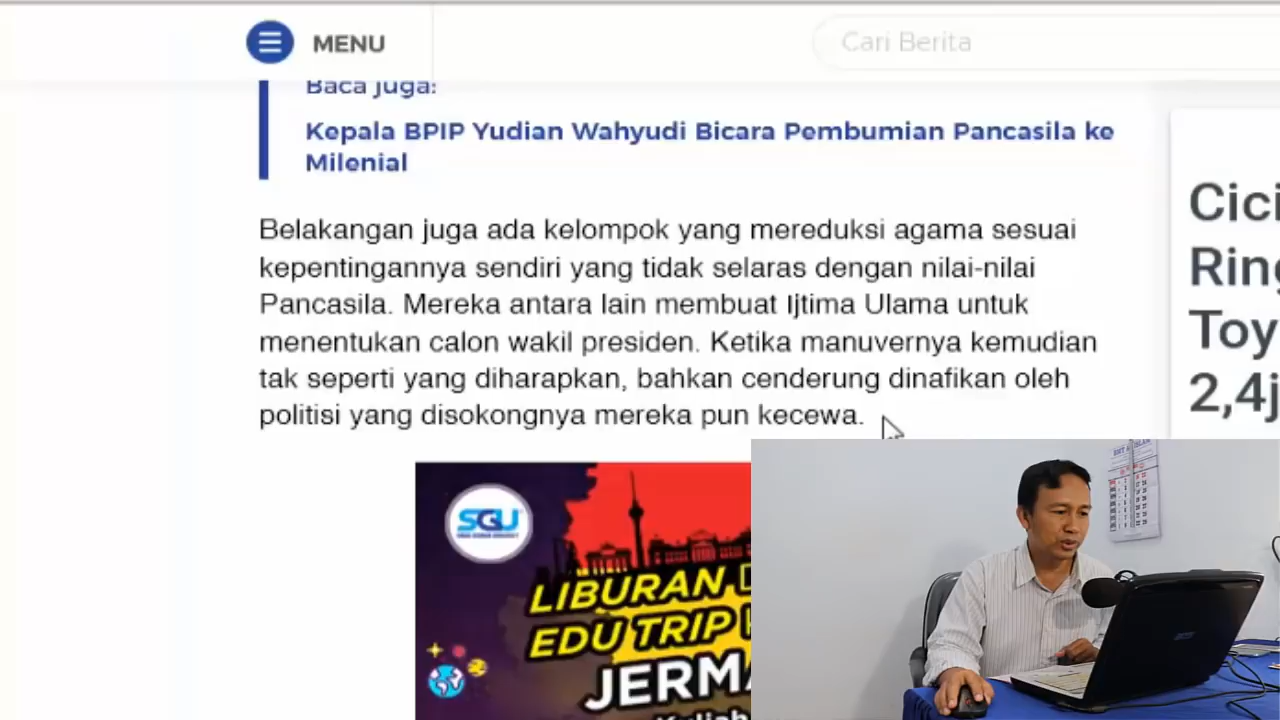 MENU
Cari Berita
Baca juga:
Kepala BPIP Yudian Wahyudi Bicara Pembumian Pancasila ke
Milenial
Belakangan juga ada kelompok yang mereduksi agama sesuai
kepentingannya sendiri yang tidak selaras dengan nilai-nilai
Pancasila. Mereka antara lain membuat Ijtima Ulama untuk
menentukan calon wakil presiden. Ketika manuvernya kemudian
tak seperti yang diharapkan, bahkan cenderung dinafikan oleh
politisi yang disokongnya mereka pun kecewa.
Cici
Ring
Toy
2,4j
SGU
LIBURAN
EDU TRIP
JERMA
Kuliah